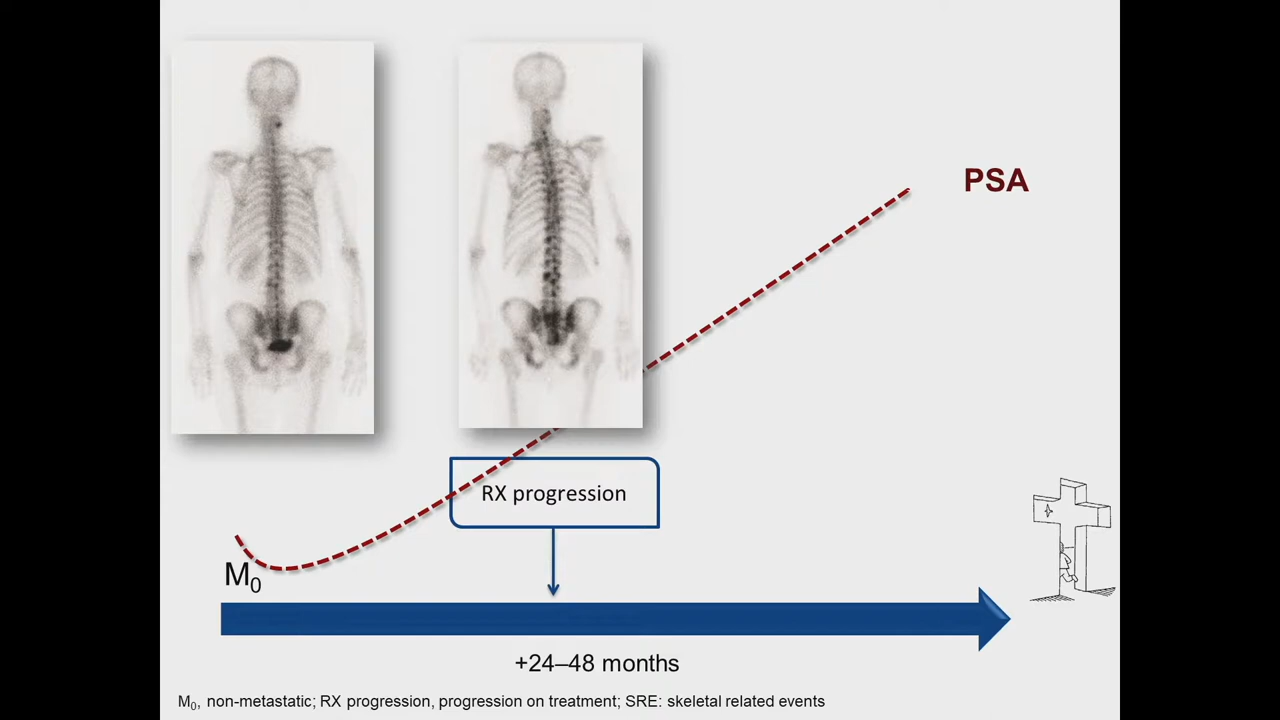 PSA
RX progression
M₀
+24–48 months
M₀, non-metastatic; RX progression, progression on treatment; SRE: skeletal related events